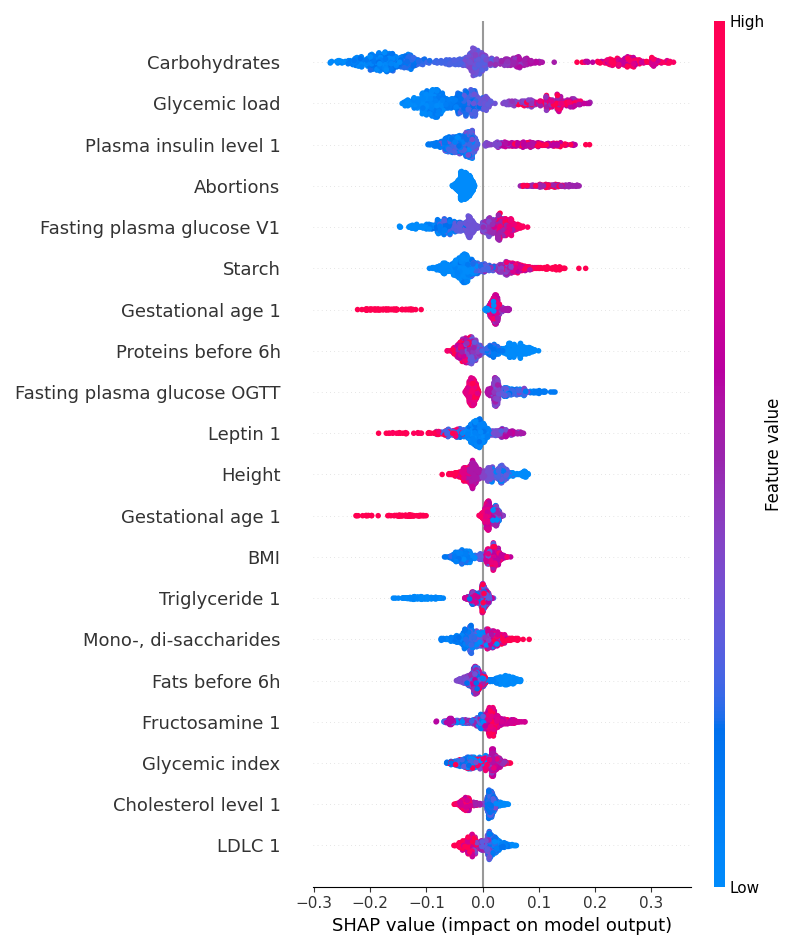 High
Carbohydrates
Glycemic load
Plasma insulin level 1
Abortions
Fasting plasma glucose V1
Starch
Gestational age 1
Proteins before 6h
Fasting plasma glucose OGTT
Leptin 1
Height
Gestational age 1
BMI
Triglyceride 1
Mono-, di-saccharides
Fats before 6h
Fructosamine 1
Glycemic index
Cholesterol level 1
LDLC 1
Feature value
Low
−0.3 −0.2 −0.1 0.0 0.1 0.2 0.3
SHAP value (impact on model output)